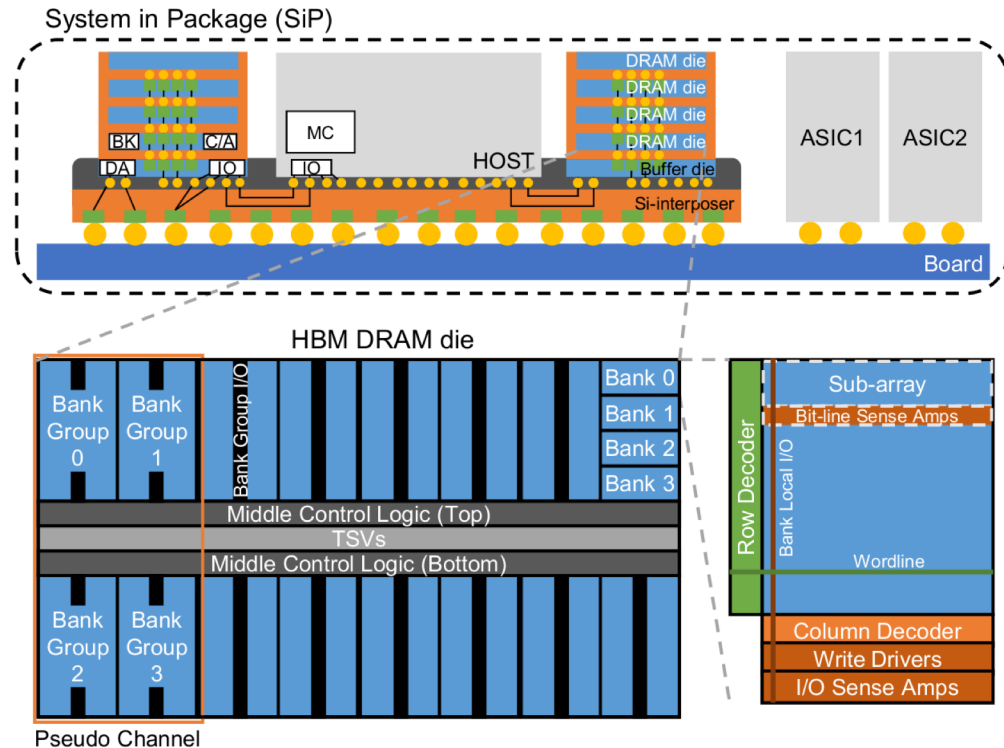 System in Package (SiP)
DRAM die
DRAM die
DRAM die
DRAM die
BK
C/A
MC
DA
IO
IO
HOST
Buffer die
Si-interposer
ASIC1
ASIC2
Board
HBM DRAM die
Bank
Group
0
Bank
Group
1
Bank Group I/O
Bank 0
Bank 1
Bank 2
Bank 3
Middle Control Logic (Top)
TSVs
Middle Control Logic (Bottom)
Bank
Group
2
Bank
Group
3
Pseudo Channel
Row Decoder
Sub-array
Bit-line Sense Amps
Bank Local I/O
Wordline
Column Decoder
Write Drivers
I/O Sense Amps